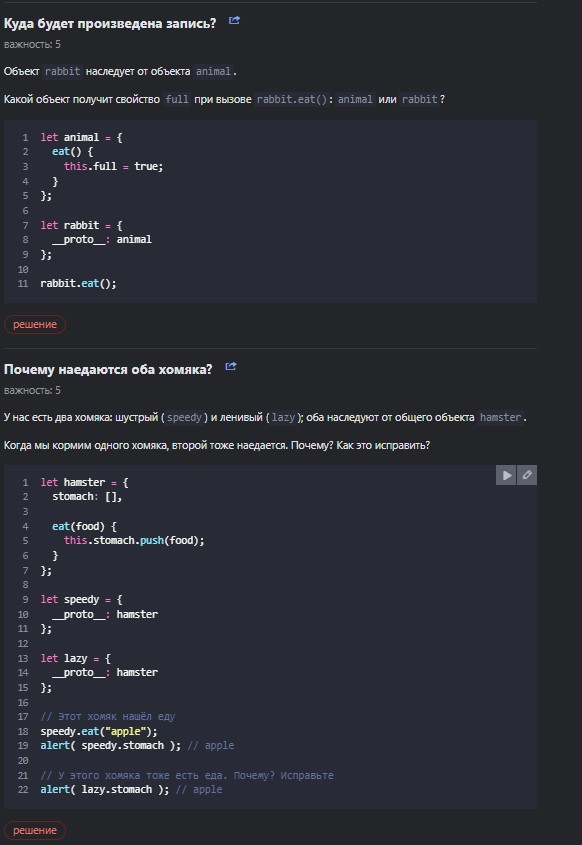 Куда будет произведена запись?
важность: 5
Объект rabbit наследует от объекта animal.
Какой объект получит свойство full при вызове rabbit.eat(): animal или rabbit?
1 let animal = {
2   eat() {
3     this.full = true;
4   }
5 };
6
7 let rabbit = {
8   __proto__: animal
9 };
10
11 rabbit.eat();
решение
Почему наедаются оба хомяка?
важность: 5
У нас есть два хомяка: шустрый (speedy) и ленивый (lazy); оба наследуют от общего объекта hamster.
Когда мы кормим одного хомяка, второй тоже наедается. Почему? Как это исправить?
1 let hamster = {
2   stomach: [],
3
4   eat(food) {
5     this.stomach.push(food);
6   }
7 };
8
9 let speedy = {
10   __proto__: hamster
11 };
12
13 let lazy = {
14   __proto__: hamster
15 };
16
17 // Этот хомяк нашёл еду
18 speedy.eat("apple");
19 alert( speedy.stomach ); // apple
20
21 // У этого хомяка тоже есть еда. Почему? Исправьте
22 alert( lazy.stomach ); // apple
решение